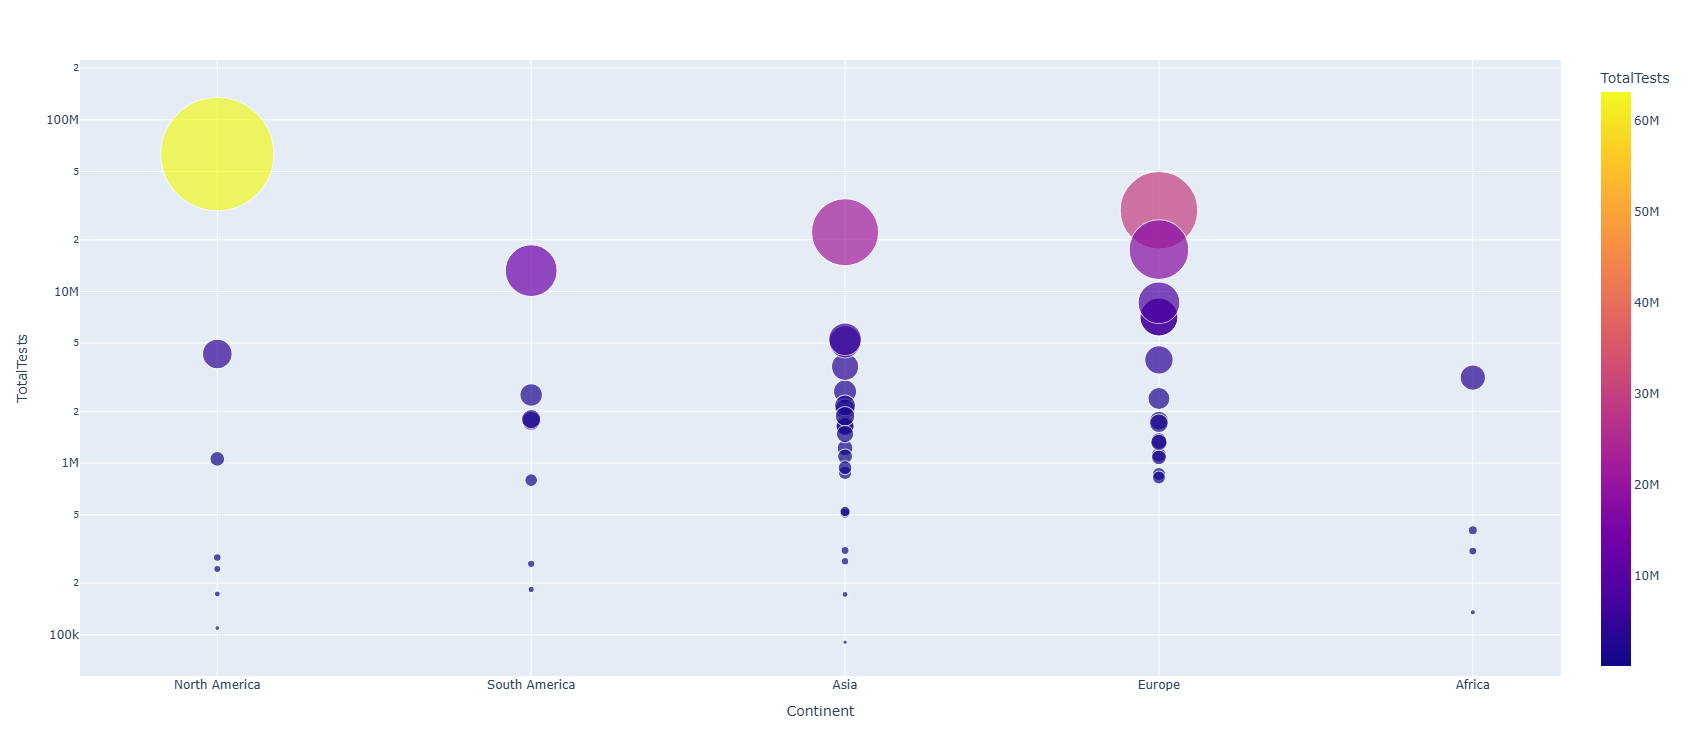 2
100M
5
2
10M
5
2
1M
5
2
100k
TotalTests
North America
South America
Asia
Europe
Africa
Continent
TotalTests
60M
50M
40M
30M
20M
10M